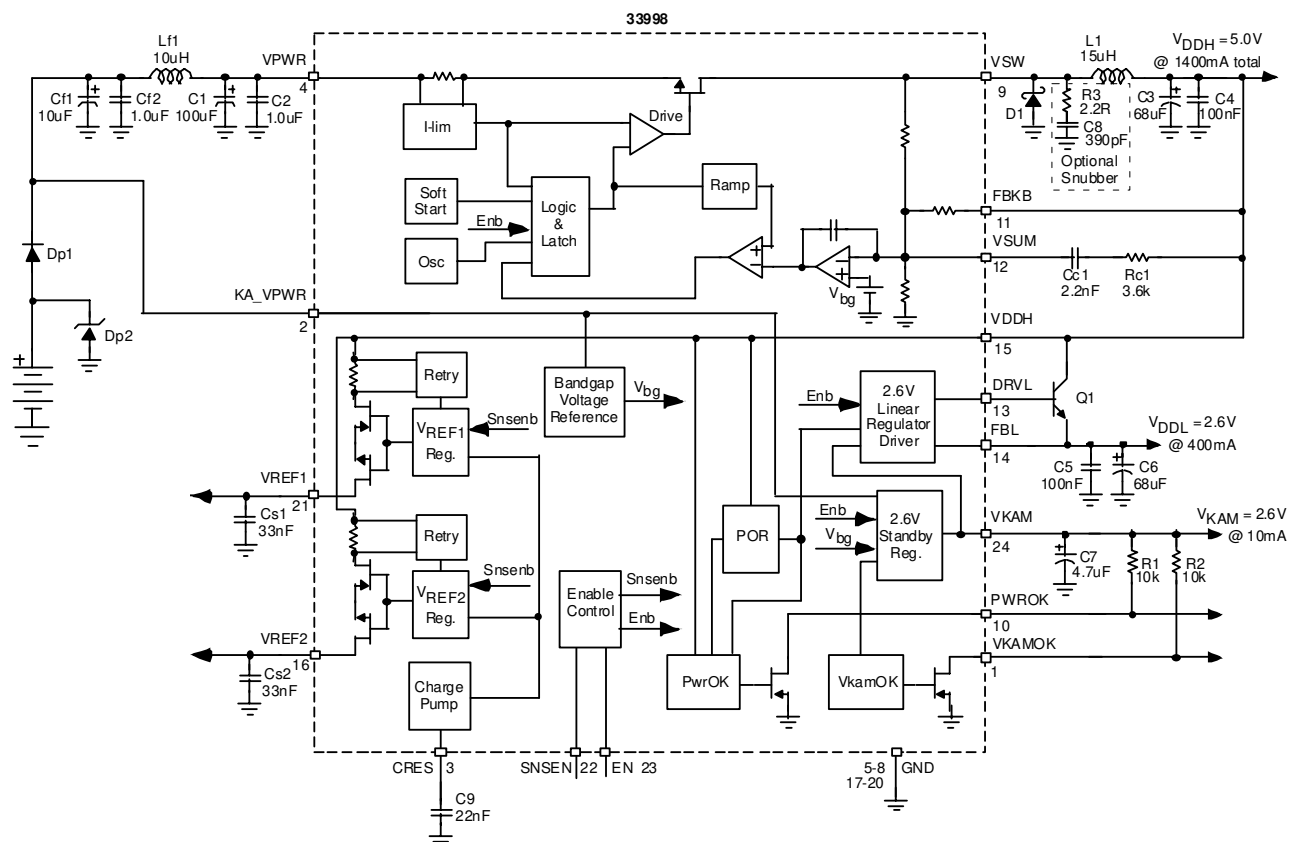 33998
Lf1
10uH
VPWR
4
Cf1
10uF
Cf2
1.0uF
C1
100uF
C2
1.0uF
I-lim
Drive
Soft
Start
Enb
Osc
Logic
&
Latch
Ramp
Vbg
VSW
9
D1
L1
15uH
VDDH = 5.0V
@ 1400mA total
R3
2.2R
C8
390pF
Optional
Snubber
C3
68uF
C4
100nF
FBKB
11
VSUM
12
Cc1
2.2nF
Rc1
3.6k
Dp1
Dp2
KA_VPWR
2
VDDH
15
Retry
VREF1
Reg.
Snsenb
Bandgap
Voltage
Reference
Vbg
Enb
2.6V
Linear
Regulator
Driver
DRVL
13
FBL
14
Q1
VDDL = 2.6V
@ 400mA
C5
100nF
C6
68uF
VREF1
21
Cs1
33nF
Retry
VREF2
Reg.
Snsenb
POR
Enb
Vbg
2.6V
Standby
Reg.
VKAM
24
VKAM = 2.6V
@ 10mA
C7
4.7uF
R1
10k
R2
10k
Enable
Control
Snsenb
Enb
PWROK
10
VKAMOK
1
VREF2
16
Cs2
33nF
Charge
Pump
PwrOK
VkamOK
CRES 3
SNSEN 22
EN 23
5-8 GND
17-20
C9
22nF